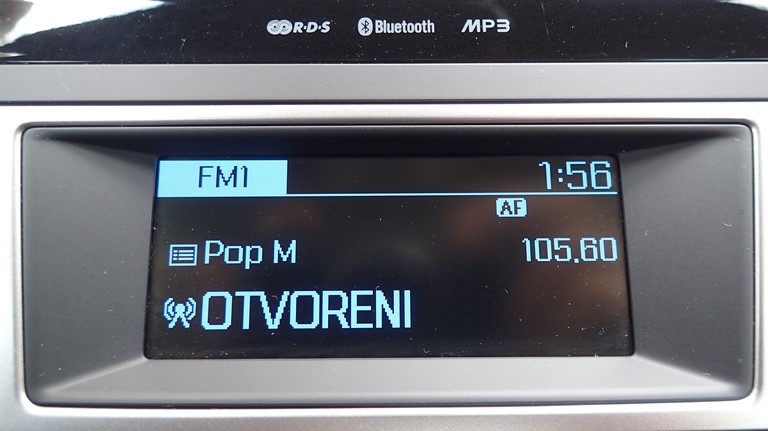 R·D·S Bluetooth MP3
FM1 1:56
AF
Pop M 105.60
OTVORENI